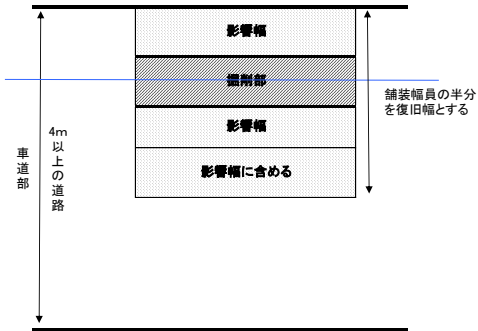 影響幅
掘削部
影響幅
影響幅に含める
舗装幅員の半分
を復旧幅とする
車道部
4m以上の道路